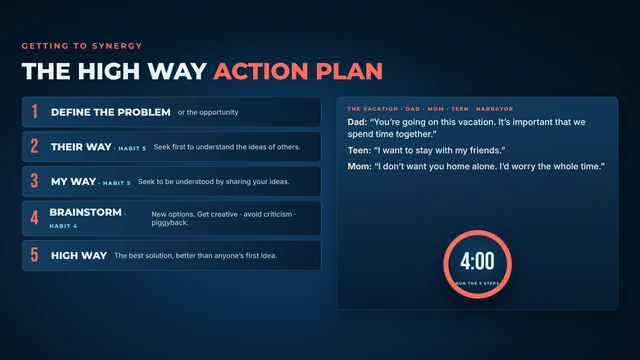 GETTING TO SYNERGY
THE HIGH WAY ACTION PLAN
1 DEFINE THE PROBLEM or the opportunity
2 THEIR WAY · HABIT 5 Seek first to understand the ideas of others.
3 MY WAY · HABIT 5 Seek to be understood by sharing your ideas.
4 BRAINSTORM · HABIT 4 New options. Get creative · avoid criticism · piggyback.
5 HIGH WAY The best solution, better than anyone’s first idea.
THE VACATION · DAD · MOM · TEEN · NARRATOR
Dad: “You’re going on this vacation. It’s important that we
spend time together.”
Teen: “I want to stay with my friends.”
Mom: “I don’t want you home alone. I’d worry the whole time.”
4:00
RUN THE 5 STEPS